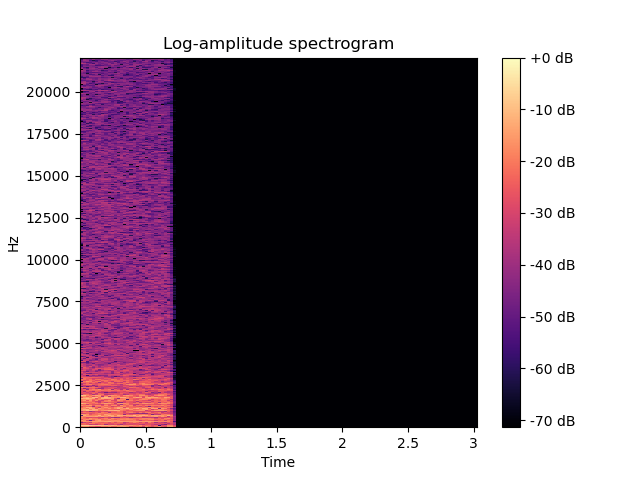 Log-amplitude spectrogram
Hz
20000
17500
15000
12500
10000
7500
5000
2500
0
0 0.5 1 1.5 2 2.5 3
Time
+0 dB
-10 dB
-20 dB
-30 dB
-40 dB
-50 dB
-60 dB
-70 dB